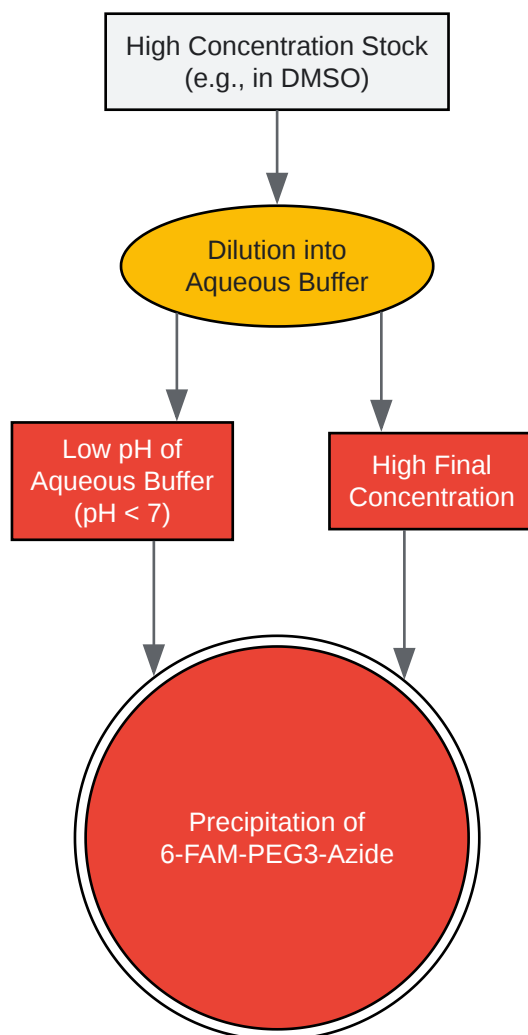 High Concentration Stock
(e.g., in DMSO)
Dilution into
Aqueous Buffer
Low pH of
Aqueous Buffer
(pH < 7)
High Final
Concentration
Precipitation of
6-FAM-PEG3-Azide